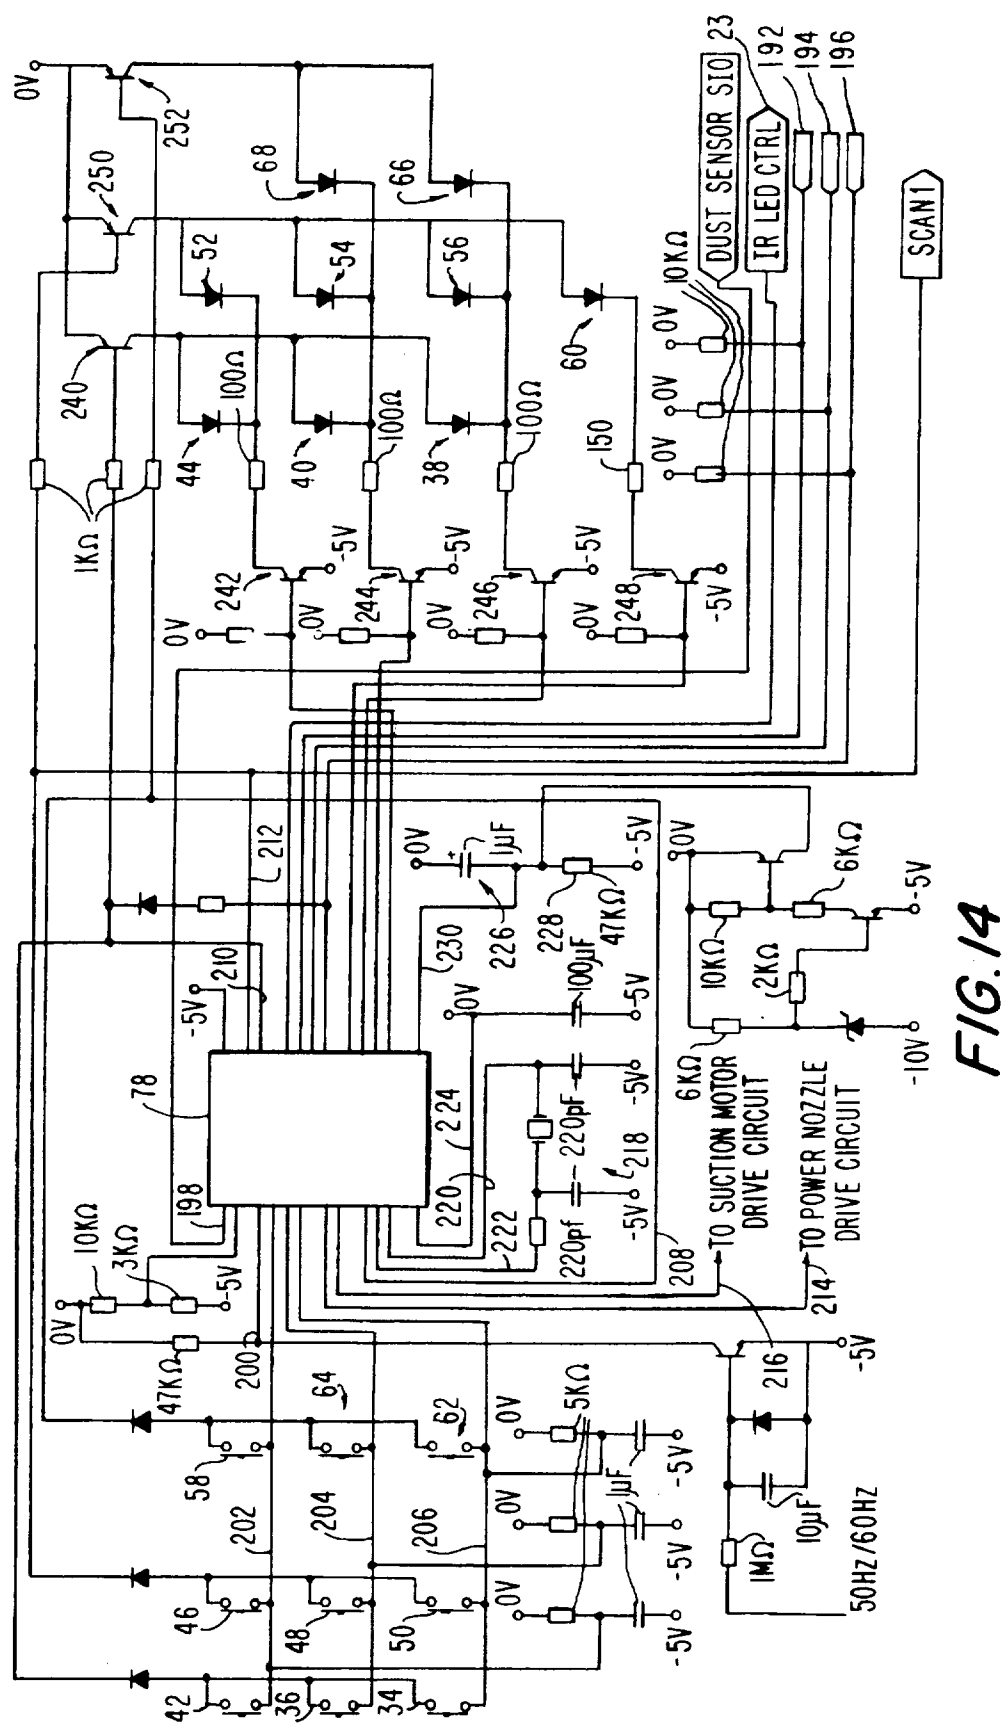 0V
252
250
240
1KΩ
68
66
52
54
56
60
44
40
38
100Ω
100Ω
100Ω
150
242
244
246
248
-5V
-5V
-5V
-5V
0V
0V
0V
0V
DUST SENSOR SIO
IR LED CTRL
23
192
194
196
10KΩ
0V
0V
0V
SCAN1
212
210
-5V
78
198
230
226
228
0V
1µF
47KΩ
-5V
0V
100µF
-5V
224
220
222
220pF
220pf
-5V
-5V
218
208
0V
10KΩ
6KΩ
2KΩ
6KΩ
-5V
-10V
TO SUCTION MOTOR
DRIVE CIRCUIT
TO POWER NOZZLE
DRIVE CIRCUIT
214
216
10KΩ
3KΩ
0V
-5V
47KΩ
200
64
62
58
202
204
206
46
48
50
42
36
34
0V
0V
0V
5KΩ
1µF
-5V
-5V
-5V
-5V
10µF
1MΩ
50HZ/60HZ
FIG.14